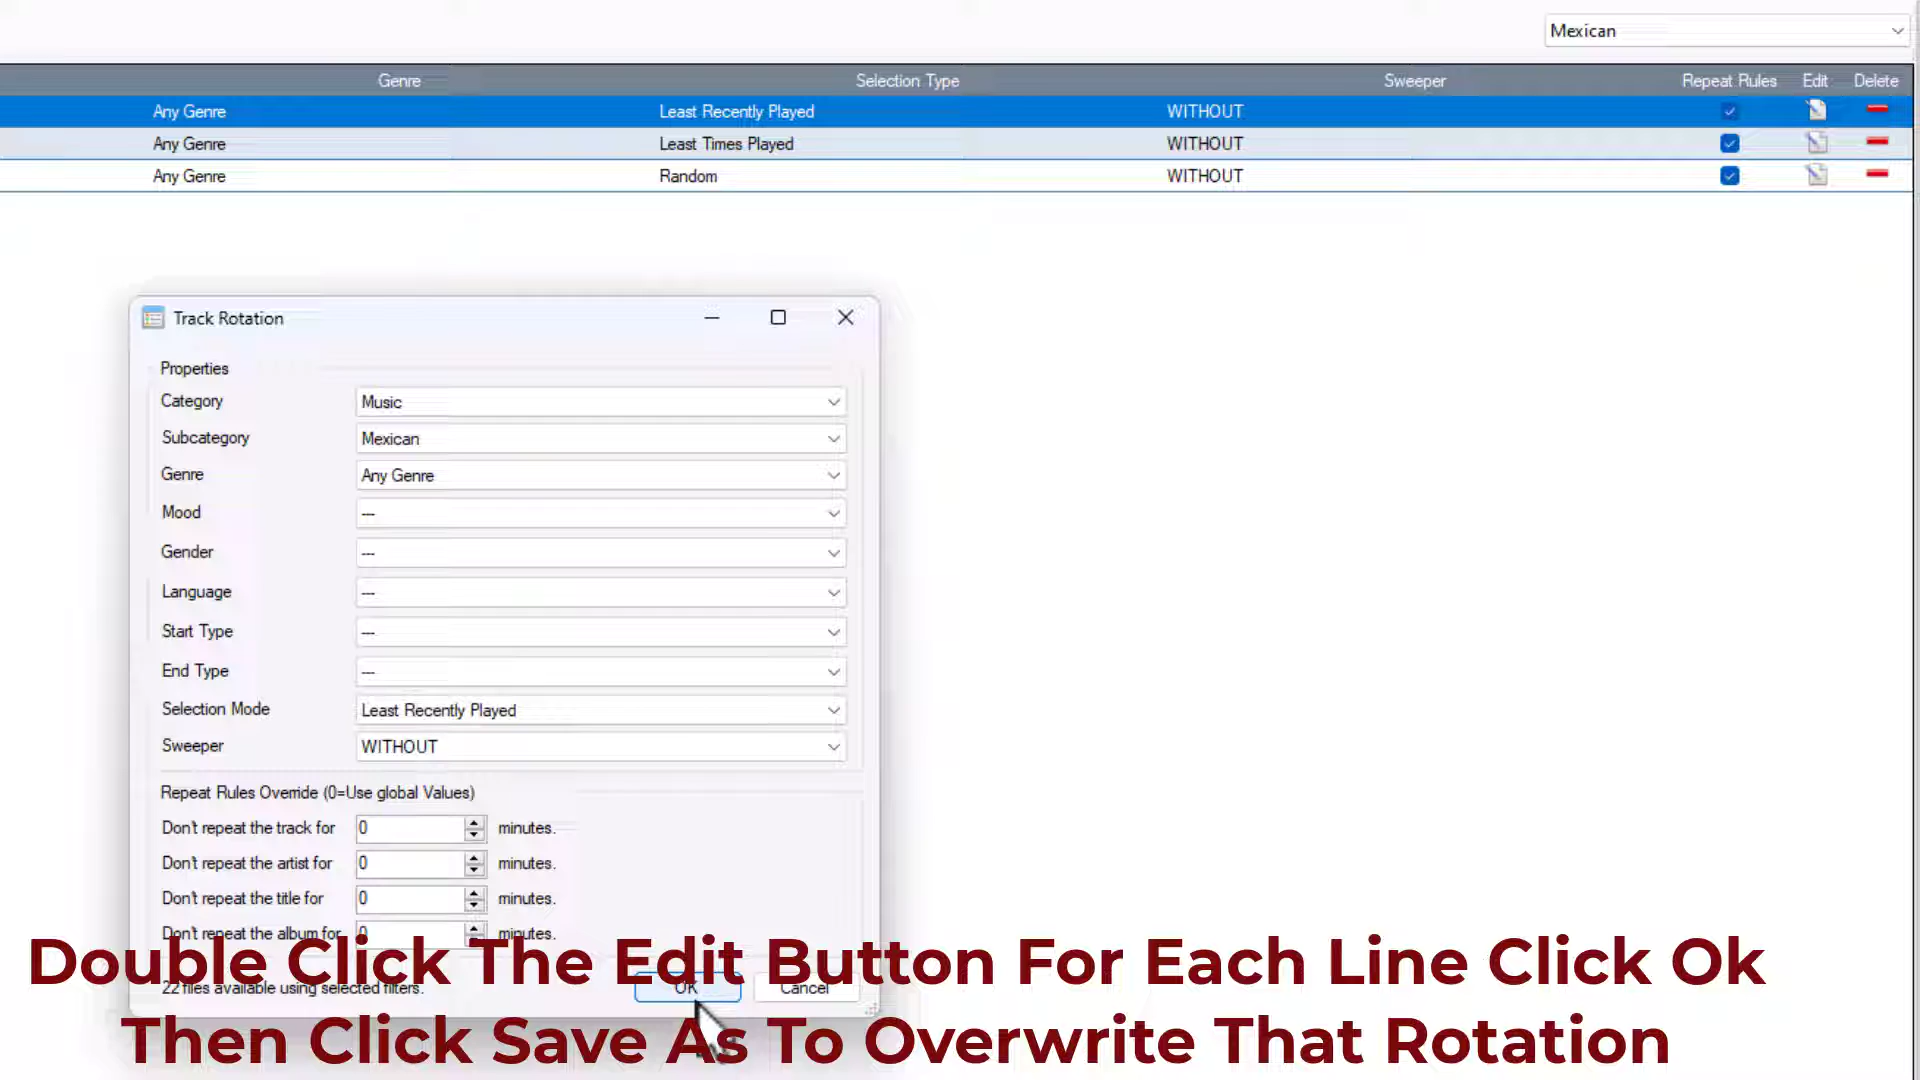 Mexican
Genre Selection Type Sweeper Repeat Rules Edit Delete
Any Genre Least Recently Played WITHOUT
Any Genre Least Times Played WITHOUT
Any Genre Random WITHOUT
Track Rotation
Properties
Category Music
Subcategory Mexican
Genre Any Genre
Mood ---
Gender ---
Language ---
Start Type ---
End Type ---
Selection Mode Least Recently Played
Sweeper WITHOUT
Repeat Rules Override (0=Use global Values)
Don't repeat the track for 0 minutes.
Don't repeat the artist for 0 minutes.
Don't repeat the title for 0 minutes.
Don't repeat the album for 0 minutes.
Double Click The Edit Button For Each Line Click Ok
22 files available using selected filters. OK Cancel
Then Click Save As To Overwrite That Rotation